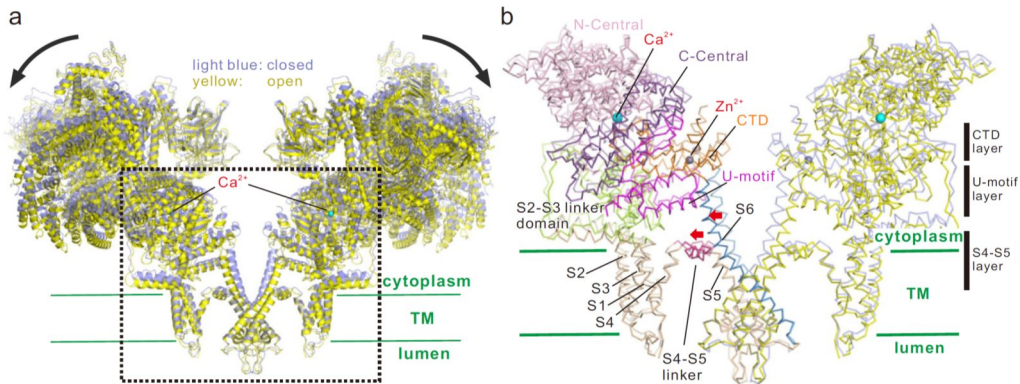 a
light blue: closed
yellow: open
Ca2+
cytoplasm
TM
lumen
b
N-Central
Ca2+
C-Central
Zn2+
CTD
U-motif
S2-S3 linker
domain
S6
S2
S3
S1
S4
S5
S4-S5
linker
CTD
layer
U-motif
layer
cytoplasm
S4-S5
layer
TM
lumen